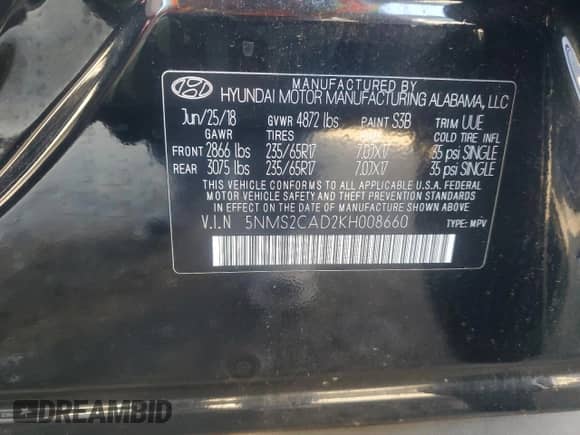 MANUFACTURED BY
HYUNDAI MOTOR MANUFACTURING ALABAMA, LLC
Jun/25/18 GVWR 4872 lbs PAINT S3B TRIM UUE
GAWR TIRES COLD TIRE INFL
FRONT 2866 lbs 235/65R17 7.0JX17 35 psi SINGLE
REAR 3075 lbs 235/65R17 7.0JX17 35 psi SINGLE
THIS VEHICLE CONFORMS TO ALL APPLICABLE U.S.A. FEDERAL
MOTOR VEHICLE SAFETY AND THEFT PREVENTION STANDARDS
IN EFFECT ON THE DATE OF MANUFACTURE SHOWN ABOVE.
V.I.N 5NMS2CAD2KH008660 TYPE: MPV
DREAMBID